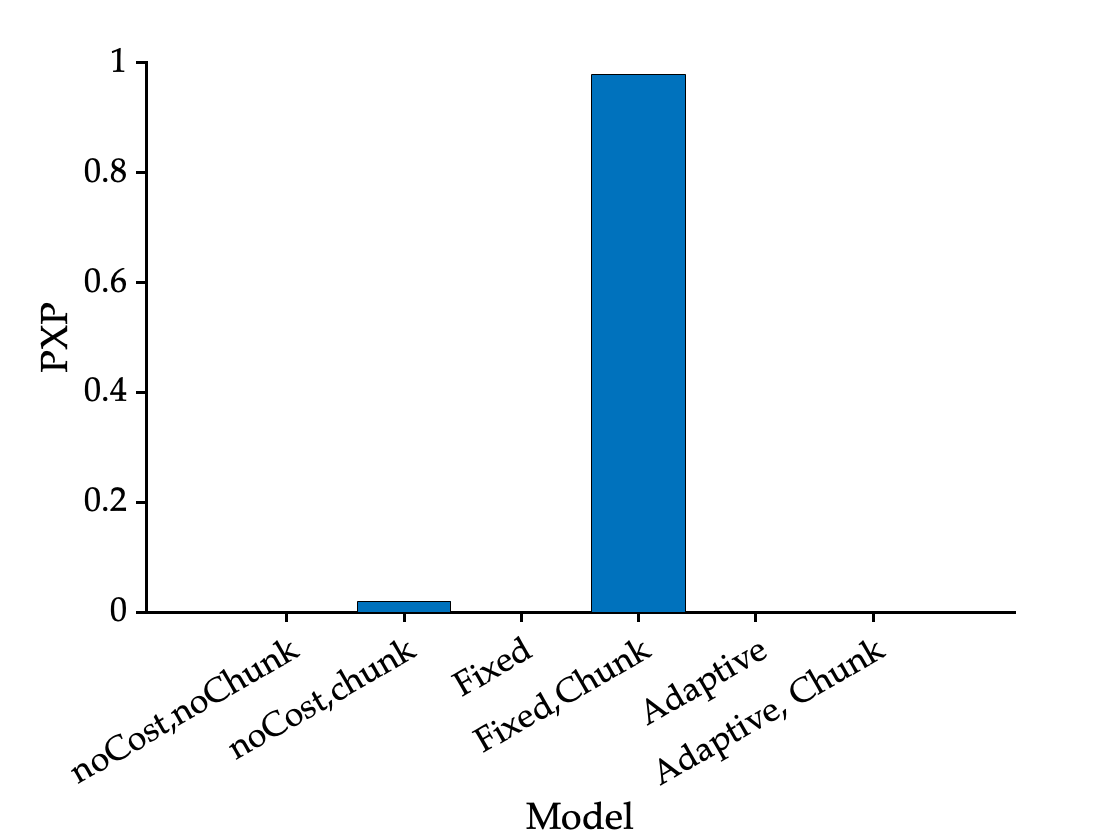 1
0.8
0.6
0.4
0.2
0
PXP
noCost,noChunk
noCost,chunk
Fixed
Fixed,Chunk
Adaptive
Adaptive, Chunk
Model